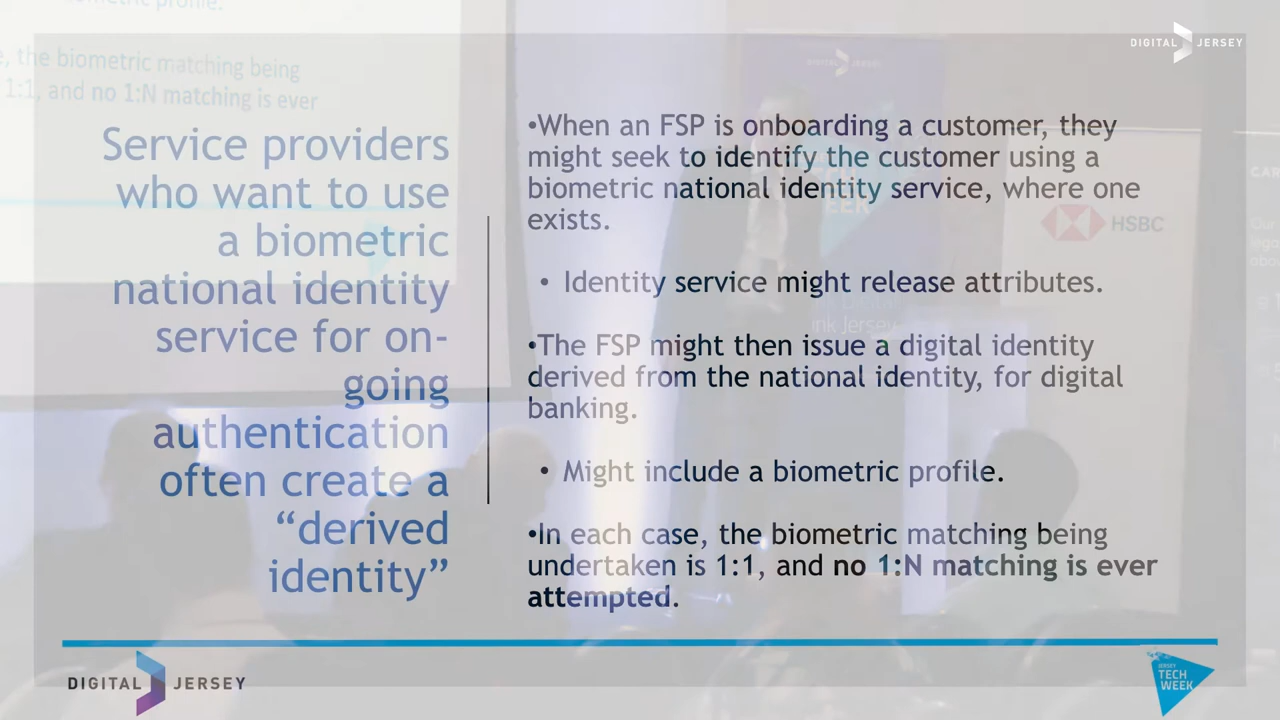 ometric profile.
, the biometric matching being
1:1, and no 1:N matching is ever
DIGITAL JERSEY
DIGITAL JERSEY
Service providers
who want to use
a biometric
national identity
service for on-
going
authentication
often create a
“derived
identity”
•When an FSP is onboarding a customer, they
might seek to identify the customer using a
biometric national identity service, where one
exists.
• Identity service might release attributes.
•The FSP might then issue a digital identity
derived from the national identity, for digital
banking.
• Might include a biometric profile.
•In each case, the biometric matching being
undertaken is 1:1, and no 1:N matching is ever
attempted.
HSBC
DIGITAL JERSEY
JERSEY
TECH
WEEK